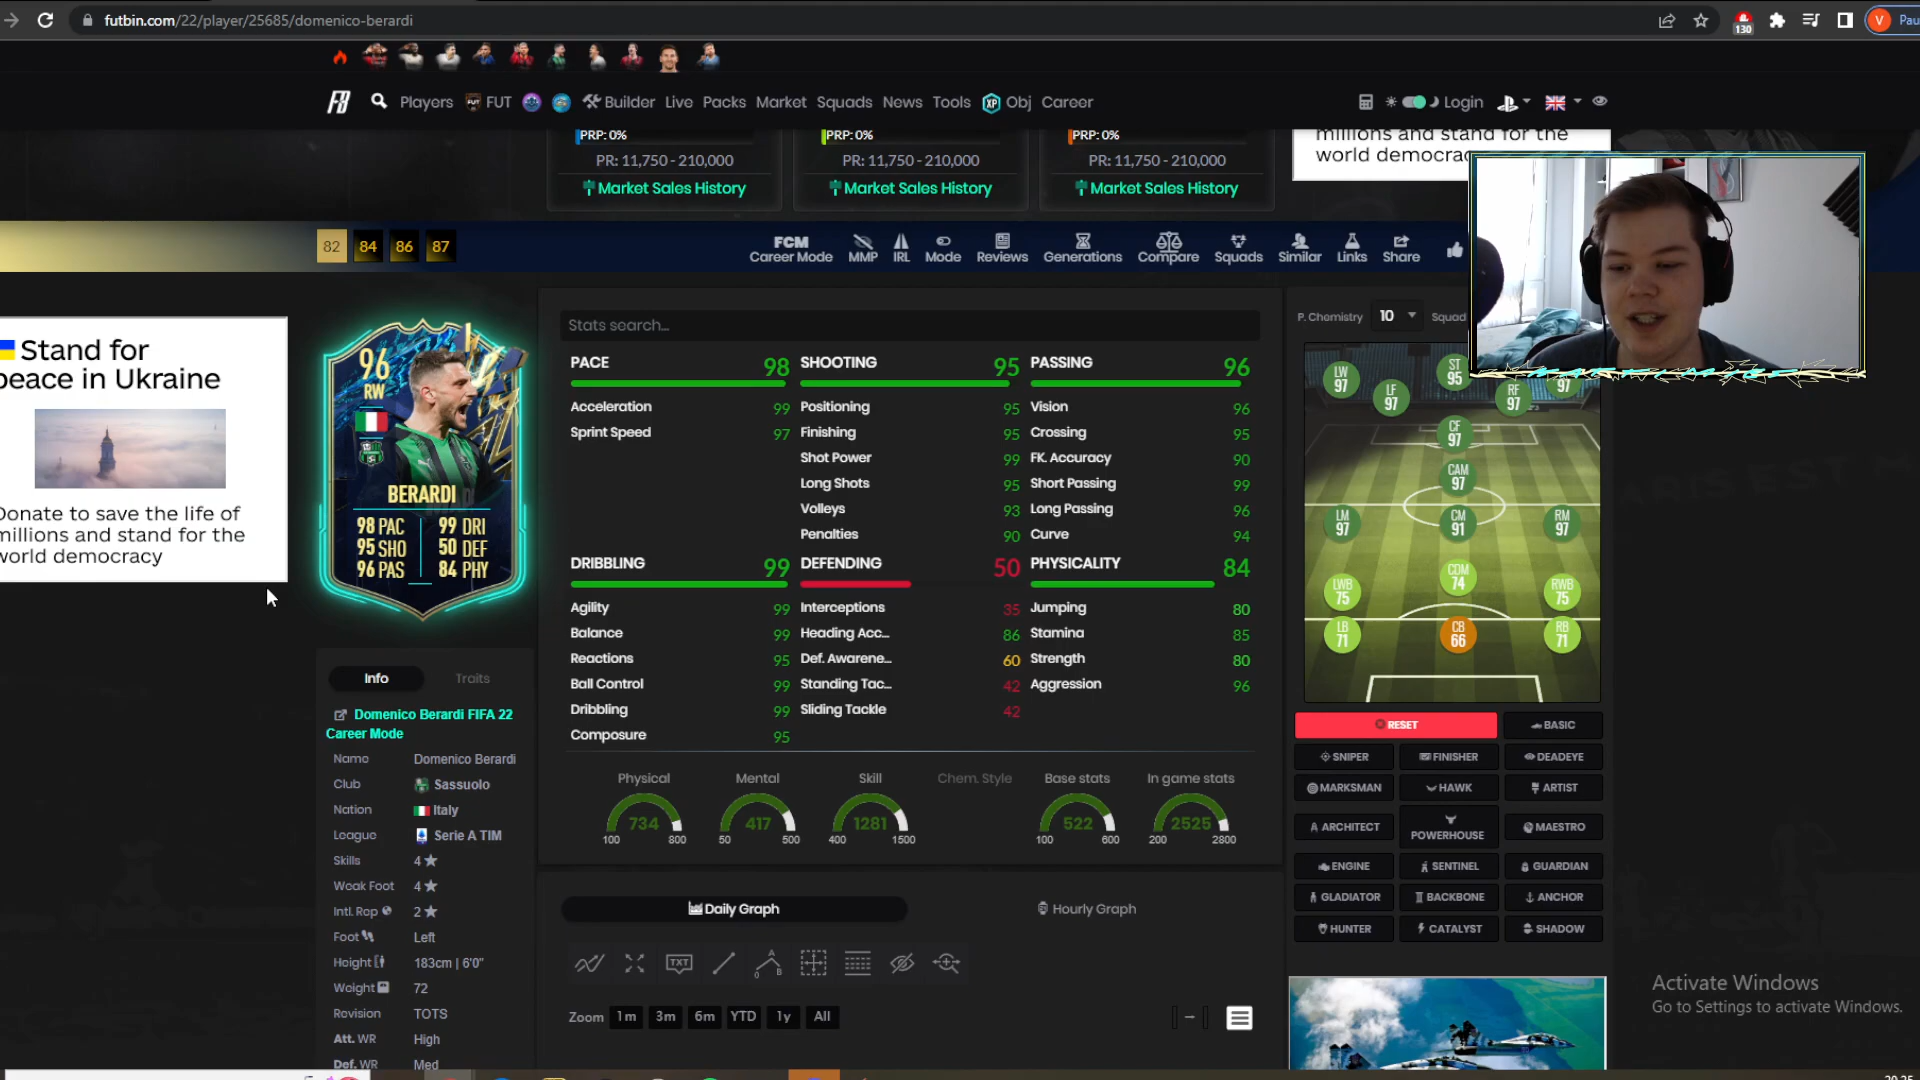 futbin.com/22/player/25685/domenico-berardi
130
V
Pau
Players FUT Builder Live Packs Market Squads News Tools XP Obj Career
Login
PRP: 0% PRP: 0% PRP: 0%
PR: 11,750 - 210,000 PR: 11,750 - 210,000 PR: 11,750 - 210,000
Market Sales History Market Sales History Market Sales History
millions and stand for the
world democracy
82 84 86 87
FCM
Career Mode MMP IRL Mode Reviews Generations Compare Squads Similar Links Share
Stand for
peace in Ukraine
Donate to save the life of
millions and stand for the
world democracy
96
RW
BERARDI
98 PAC 99 DRI
95 SHO 50 DEF
96 PAS 84 PHY
Info Traits
Domenico Berardi FIFA 22
Career Mode
Name Domenico Berardi
Club Sassuolo
Nation Italy
League Serie A TIM
Skills 4
Weak Foot 4
Intl. Rep 2
Foot Left
Height 183cm | 6'0"
Weight 72
Revision TOTS
Att. WR High
Def. WR Med
Stats search...
PACE 98
Acceleration 99
Sprint Speed 97
SHOOTING 95
Positioning 95
Finishing 95
Shot Power 99
Long Shots 95
Volleys 93
Penalties 90
PASSING 96
Vision 96
Crossing 95
FK. Accuracy 90
Short Passing 99
Long Passing 96
Curve 94
DRIBBLING 99
Agility 99
Balance 99
Reactions 95
Ball Control 99
Dribbling 99
Composure 95
DEFENDING 50
Interceptions 35
Heading Acc... 86
Def. Awarene... 60
Standing Tac... 42
Sliding Tackle 42
PHYSICALITY 84
Jumping 80
Stamina 85
Strength 80
Aggression 96
Physical Mental Skill Chem. Style Base stats In game stats
734 417 1281 522 2525
100 800 50 500 400 1500 100 600 200 2800
Daily Graph Hourly Graph
TXT
Zoom 1m 3m 6m YTD 1y All
P. Chemistry 10 Squad
LW 97
ST 95
97
LF 97
RF 97
CF 97
CAM 97
LM 97
CM 91
RM 97
LWB 75
CDM 74
RWB 75
LB 71
CB 66
RB 71
RESET BASIC
SNIPER FINISHER DEADEYE
MARKSMAN HAWK ARTIST
ARCHITECT POWERHOUSE MAESTRO
ENGINE SENTINEL GUARDIAN
GLADIATOR BACKBONE ANCHOR
HUNTER CATALYST SHADOW
Activate Windows
Go to Settings to activate Windows.